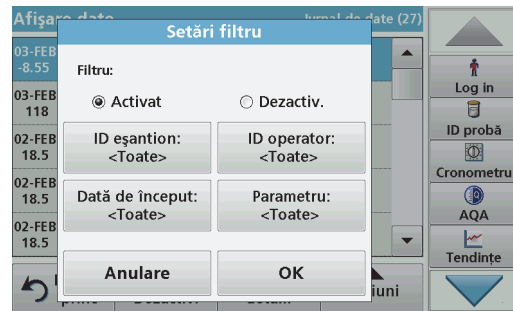 Afişare date
Jurnal de date (27)
Setări filtru
03-FEB
-8.55
Filtru:
Activat
Dezactiv.
03-FEB
118
02-FEB
18.5
ID eşantion:
<Toate>
ID operator:
<Toate>
02-FEB
18.5
Dată de început:
<Toate>
Parametru:
<Toate>
02-FEB
18.5
Anulare
OK
Log in
ID probă
Cronometru
AQA
Tendinţe